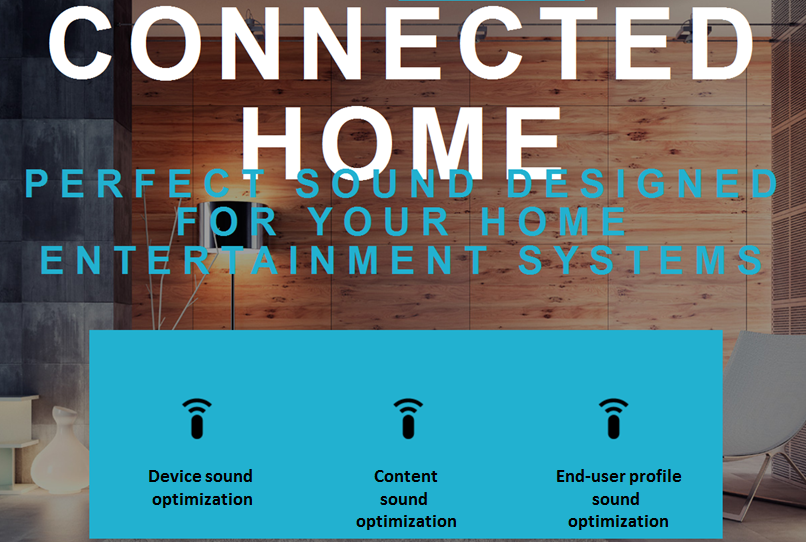 CONNECTED
HOME
PERFECT SOUND DESIGNED
FOR YOUR HOME
ENTERTAINMENT SYSTEMS
Device sound
optimization
Content
sound
optimization
End-user profile
sound
optimization